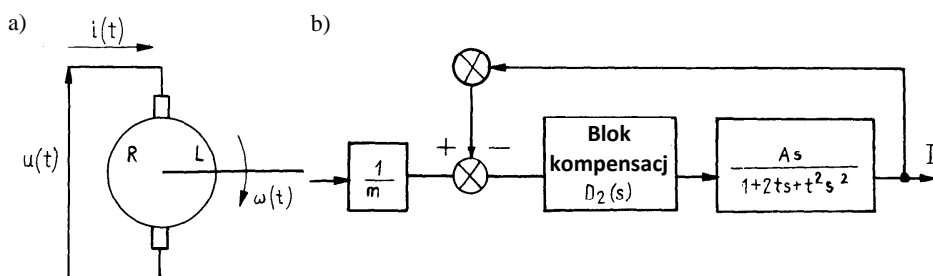 a)
i(t)
u(t)
R
L
ω(t)
b)
1
m
+
−
Blok
kompensacj
D₂(s)
As
1+2ts+t²s²
I